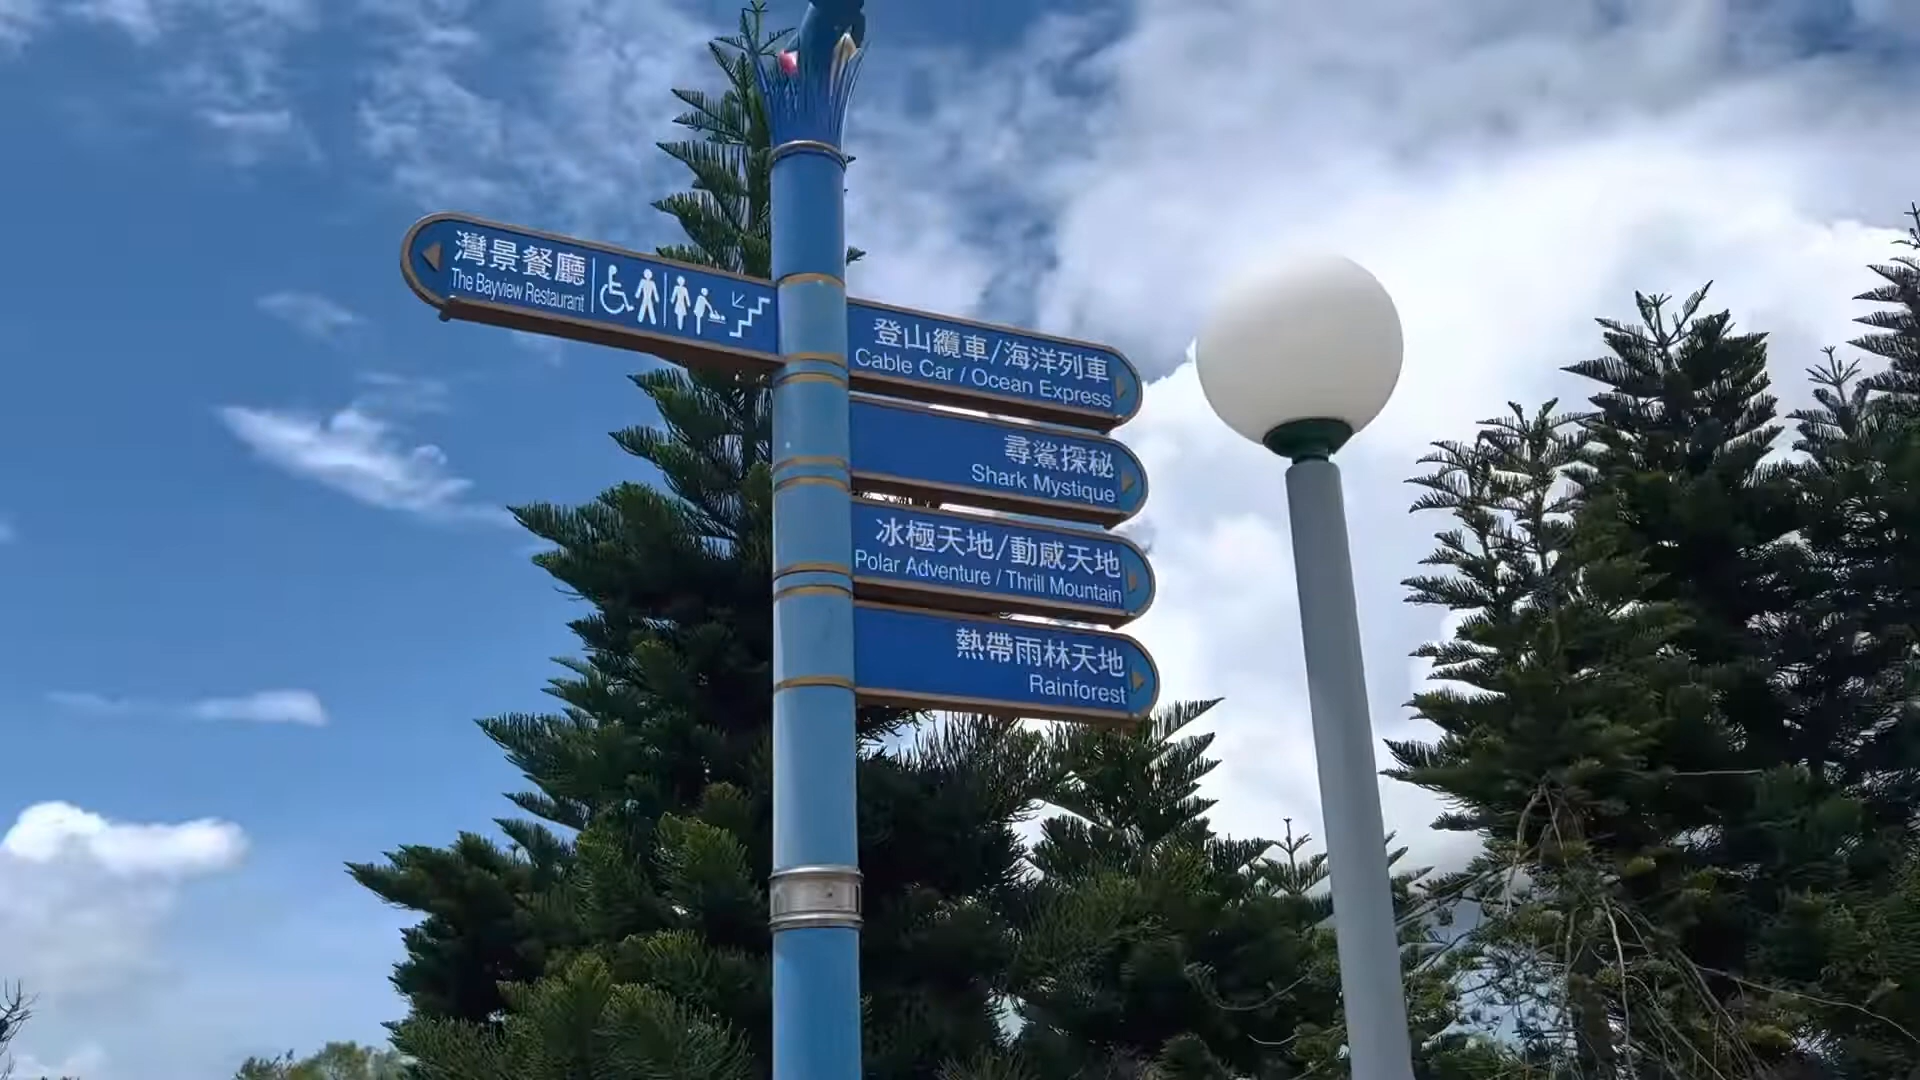 灣景餐廳
The Bayview Restaurant
登山纜車/海洋列車
Cable Car / Ocean Express
尋鯊探秘
Shark Mystique
冰極天地/動感天地
Polar Adventure / Thrill Mountain
熱帶雨林天地
Rainforest